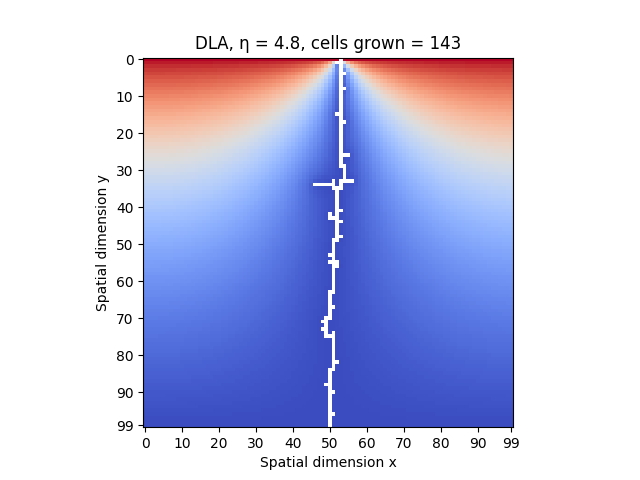 DLA, η = 4.8, cells grown = 143
0
10
20
30
40
50
60
70
80
90
99
Spatial dimension y
0 10 20 30 40 50 60 70 80 90 99
Spatial dimension x